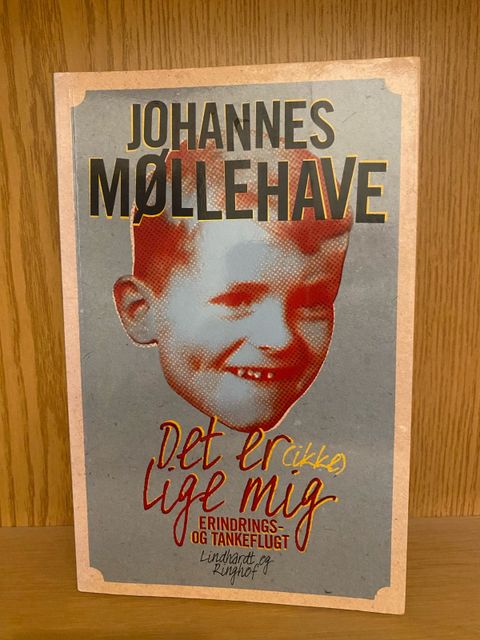 JOHANNES
MØLLEHAVE
Det er (ikke)
lige mig
ERINDRINGS-
OG TANKEFLUGT
Lindhardt og
Ringhof